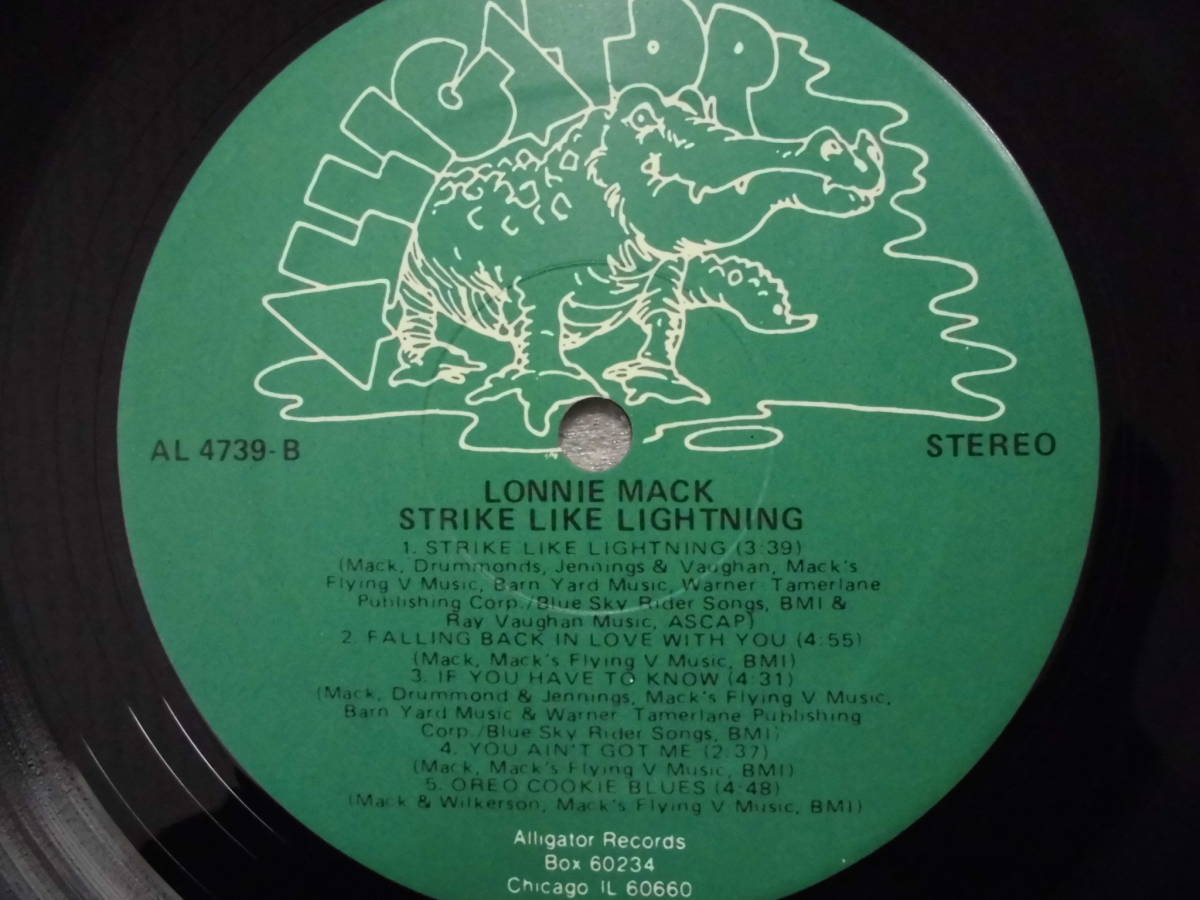 ALLIGATOR
AL 4739-B
STEREO
LONNIE MACK
STRIKE LIKE LIGHTNING
1. STRIKE LIKE LIGHTNING (3:39)
(Mack, Drummonds, Jennings & Vaughan, Mack's
Flying V Music, Barn Yard Music, Warner-Tamerlane
Publishing Corp./Blue Sky Rider Songs, BMI &
Ray Vaughan Music, ASCAP)
2. FALLING BACK IN LOVE WITH YOU (4:55)
(Mack, Mack's Flying V Music, BMI)
3. IF YOU HAVE TO KNOW (4:31)
(Mack, Drummond & Jennings, Mack's Flying V Music,
Barn Yard Music & Warner-Tamerlane Publishing
Corp./Blue Sky Rider Songs, BMI)
4. YOU AIN'T GOT ME (2:37)
(Mack, Mack's Flying V Music, BMI)
5. OREO COOKIE BLUES (4:48)
(Mack & Wilkerson, Mack's Flying V Music, BMI)
Alligator Records
Box 60234
Chicago IL 60660